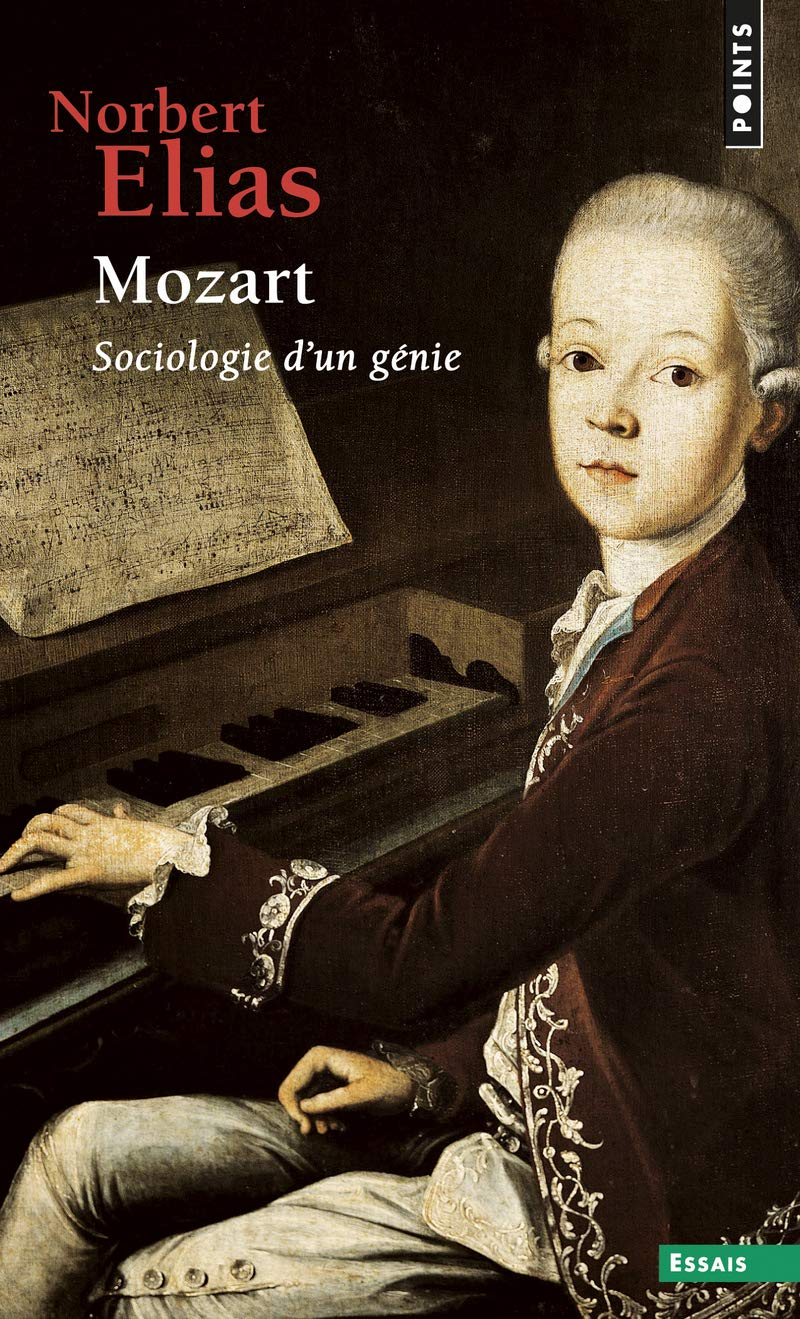 POINTS
Norbert
Elias
Mozart
Sociologie d'un génie
ESSAIS